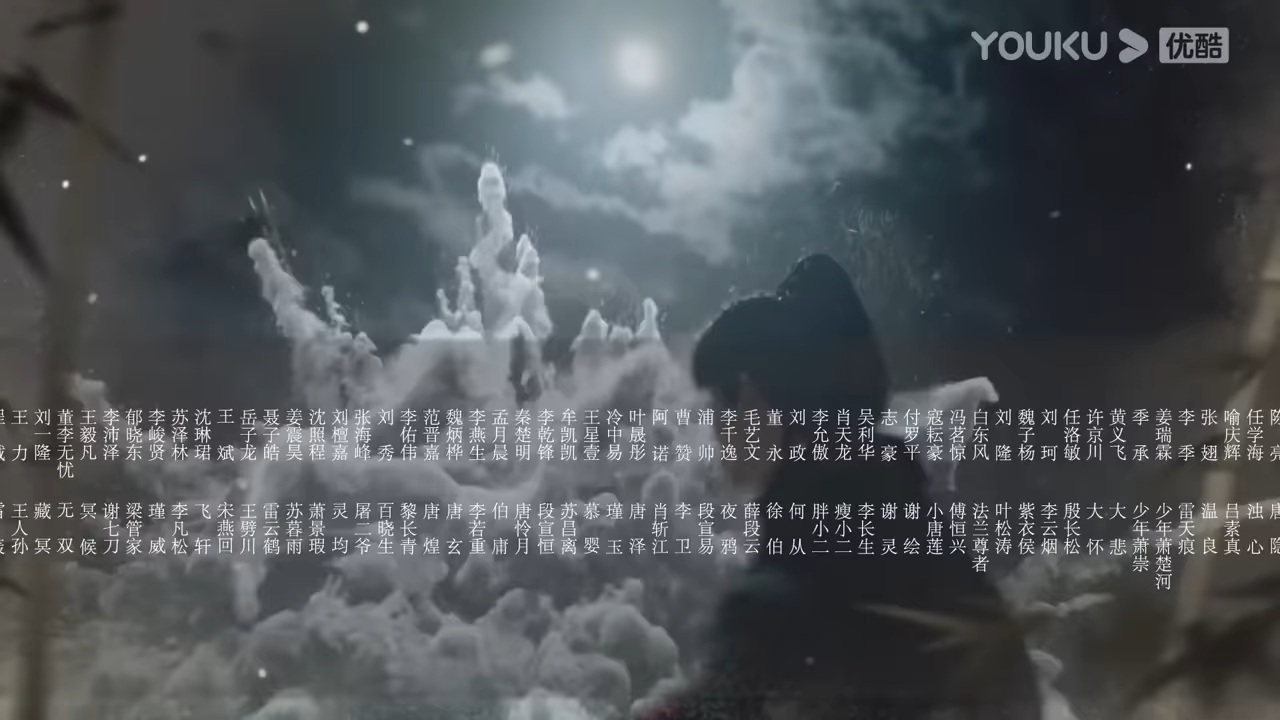 YOUKU 优酷
任学海
喻庆辉
张翅
李季
姜瑞霖
季承
黄义飞
许京川
任洛敏
刘珂
魏子杨
刘隆
白东风
冯茗惊
寇耘豪
付罗平
志豪
吴利华
肖天龙
李允傲
刘政
董永
毛艺文
李千逸
浦帅
曹赞
阿诺
叶晟彤
冷中易
王星壹
牟凯凯
李乾锋
秦楚明
孟月晨
李燕生
魏炳桦
范晋嘉
李佑伟
刘秀
张海峰
刘檀嘉
沈照程
姜震昊
聂子皓
岳子龙
王斌
沈琳珺
苏泽林
李峻贤
郁晓东
李沛泽
王毅凡
董李无忧
刘一隆
王力
唐隐
浊心
吕素真
温良
雷天痕
少年萧楚河
少年萧崇
大悲
大怀
殷长松
李云烟
紫衣侯
叶松涛
法兰尊者
傅恒兴
小唐莲
谢绘
谢灵
李长生
瘦小二
胖小二
何从
徐伯
薛段云
夜鸦
段宣易
李卫
肖斩江
唐泽
瑾玉
慕婴
苏昌离
段宣恒
唐怜月
伯庸
李若重
唐玄
唐煌
黎长青
百晓生
屠二爷
灵均
萧景瑕
苏暮雨
雷云鹤
王劈川
宋燕回
飞轩
李凡松
瑾威
梁管家
谢七刀
冥候
无双
藏冥
王人孙